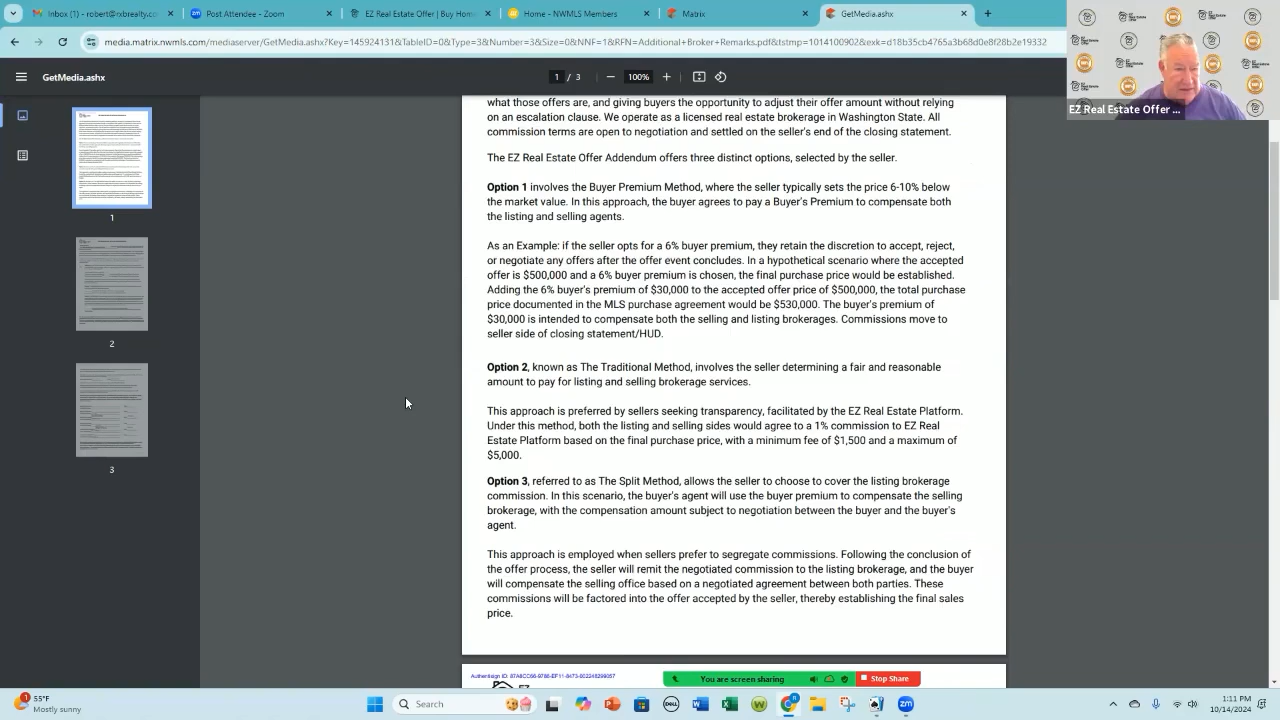 Inbox (1) - robert@xbrealty.c
Post Attendee - Zoom
EZ Real Estate Offer | Buy Hom
Home - NWMLS Members
Matrix
GetMedia.ashx
media.matrix.nwmls.com/mediaserver/GetMedia.ashx?Key=145924131&TableID=0&Type=3&Number=3&Size=0&NNF=1&RFN=Additional+Broker+Remarks.pdf&tstmp=1014100902&exk=d18b35cb4765a3b68d0e8f28b2e19332
GetMedia.ashx
1 / 3
100%
EZ Real Estate Offer ...
what those offers are, and giving buyers the opportunity to adjust their offer amount without relying
on an escalation clause. We operate as a licensed real estate brokerage in Washington State. All
commission terms are open to negotiation and settled on the seller's end of the closing statement.
The EZ Real Estate Offer Addendum offers three distinct options, selected by the seller.
Option 1 involves the Buyer Premium Method, where the seller typically sets the price 6-10% below
the market value. In this approach, the buyer agrees to pay a Buyer's Premium to compensate both
the listing and selling agents.
As an Example: if the seller opts for a 6% buyer premium, they retain the discretion to accept, reject,
or negotiate any offers after the offer event concludes. In a hypothetical scenario where the accepted
offer is $500,000 and a 6% buyer premium is chosen, the final purchase price would be established.
Adding the 6% buyer's premium of $30,000 to the accepted offer price of $500,000, the total purchase
price documented in the MLS purchase agreement would be $530,000. The buyer's premium of
$30,000 is intended to compensate both the selling and listing brokerages. Commissions move to
seller side of closing statement/HUD.
Option 2, known as The Traditional Method, involves the seller determining a fair and reasonable
amount to pay for listing and selling brokerage services.
This approach is preferred by sellers seeking transparency, facilitated by the EZ Real Estate Platform.
Under this method, both the listing and selling sides would agree to a 1% commission to EZ Real
Estate Platform based on the final purchase price, with a minimum fee of $1,500 and a maximum of
$5,000.
Option 3, referred to as The Split Method, allows the seller to choose to cover the listing brokerage
commission. In this scenario, the buyer's agent will use the buyer premium to compensate the selling
brokerage, with the compensation amount subject to negotiation between the buyer and the buyer's
agent.
This approach is employed when sellers prefer to segregate commissions. Following the conclusion of
the offer process, the seller will remit the negotiated commission to the listing brokerage, and the buyer
will compensate the selling office based on a negotiated agreement between both parties. These
commissions will be factored into the offer accepted by the seller, thereby establishing the final sales
price.
1
2
3
You are screen sharing
Stop Share
55°F
Mostly sunny
Search
1:11 PM
10/14/2024